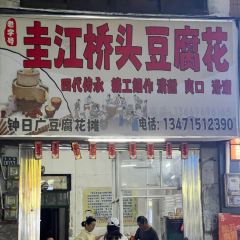 老字号
圭江桥头豆腐花
四代传承 精工细作 清甜 爽口 滑溜
钟日广豆腐花摊 电话: 13471512390